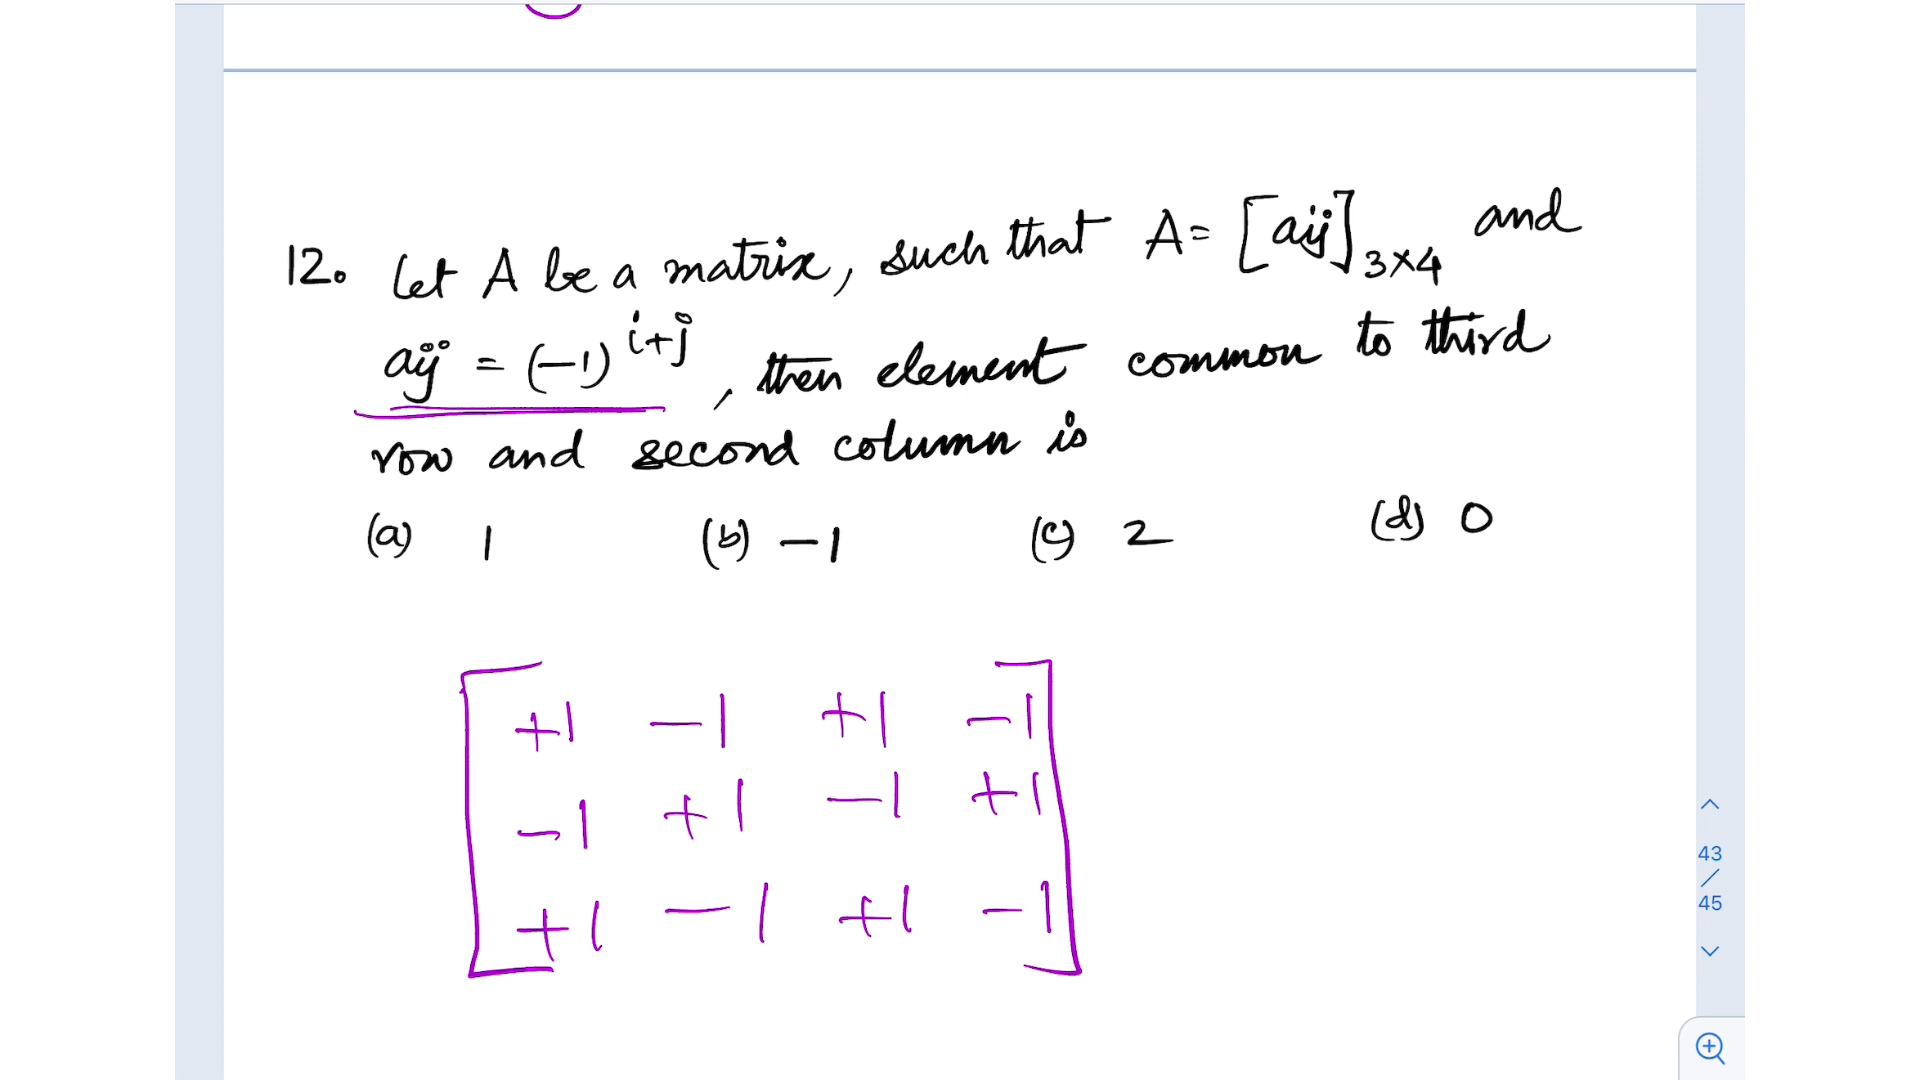 12. Let A be a matrix, such that A = [aij]3×4 and
aij = (-1)^i+j, then element common to third
row and second column is
(a) 1 (b) -1 (c) 2 (d) 0
+1 -1 +1 -1
-1 +1 -1 +1
+1 -1 +1 -1
43
/
45